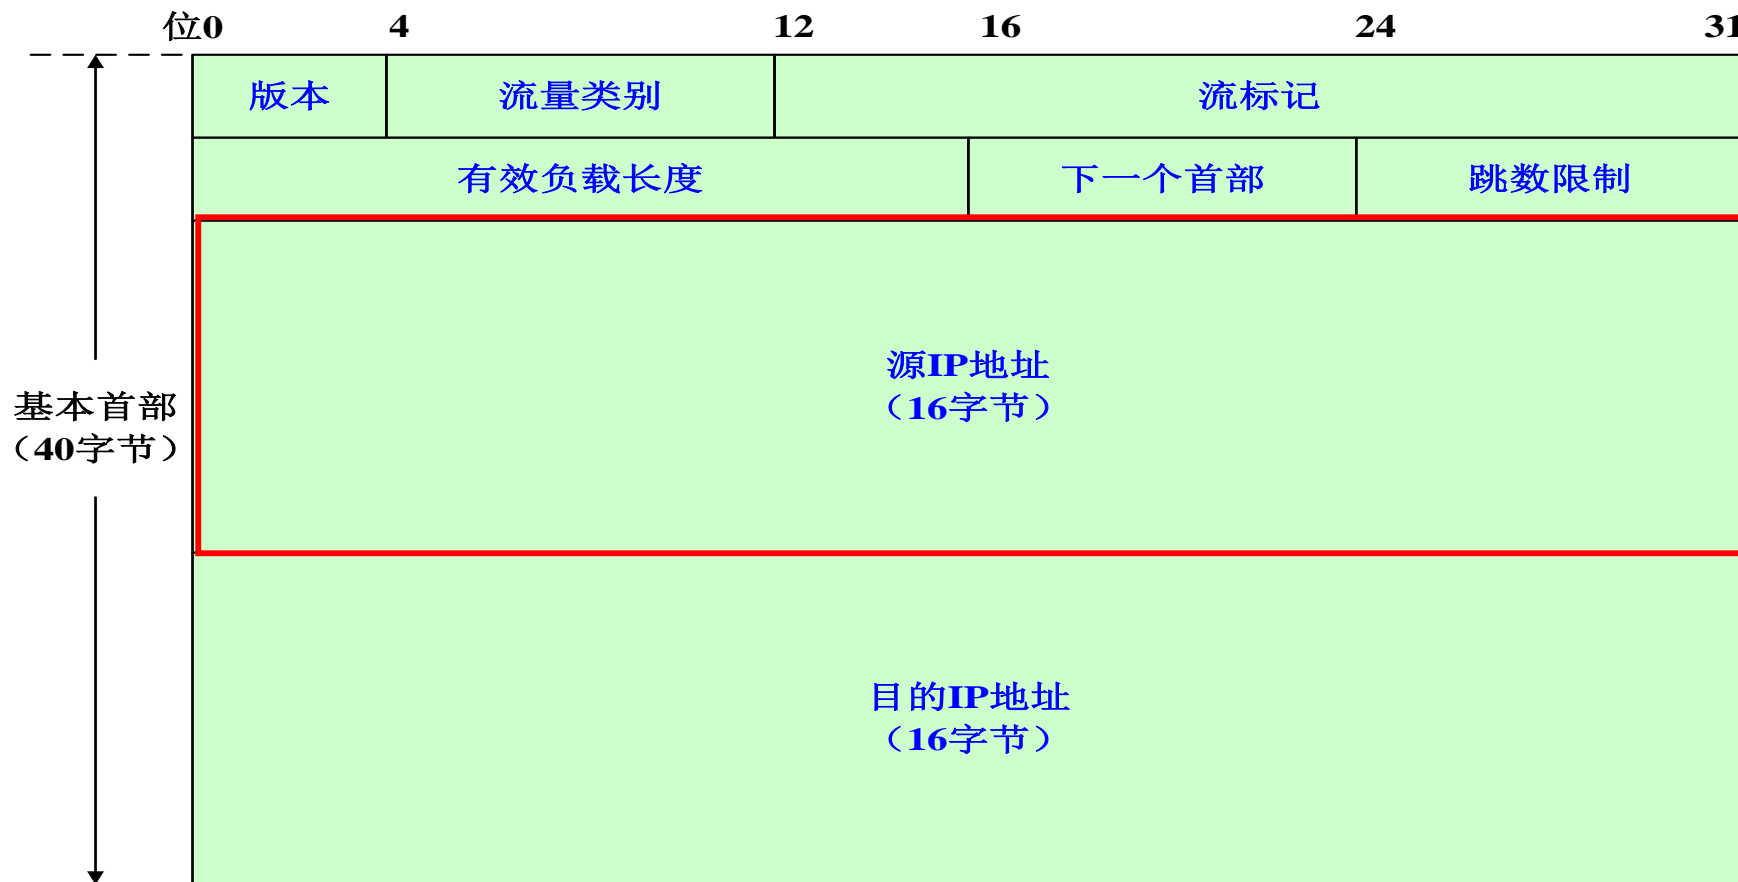 位0 4 12 16 24 31
版本 流量类别 流标记
有效负载长度 下一个首部 跳数限制
源IP地址
（16字节）
基本首部
（40字节）
目的IP地址
（16字节）